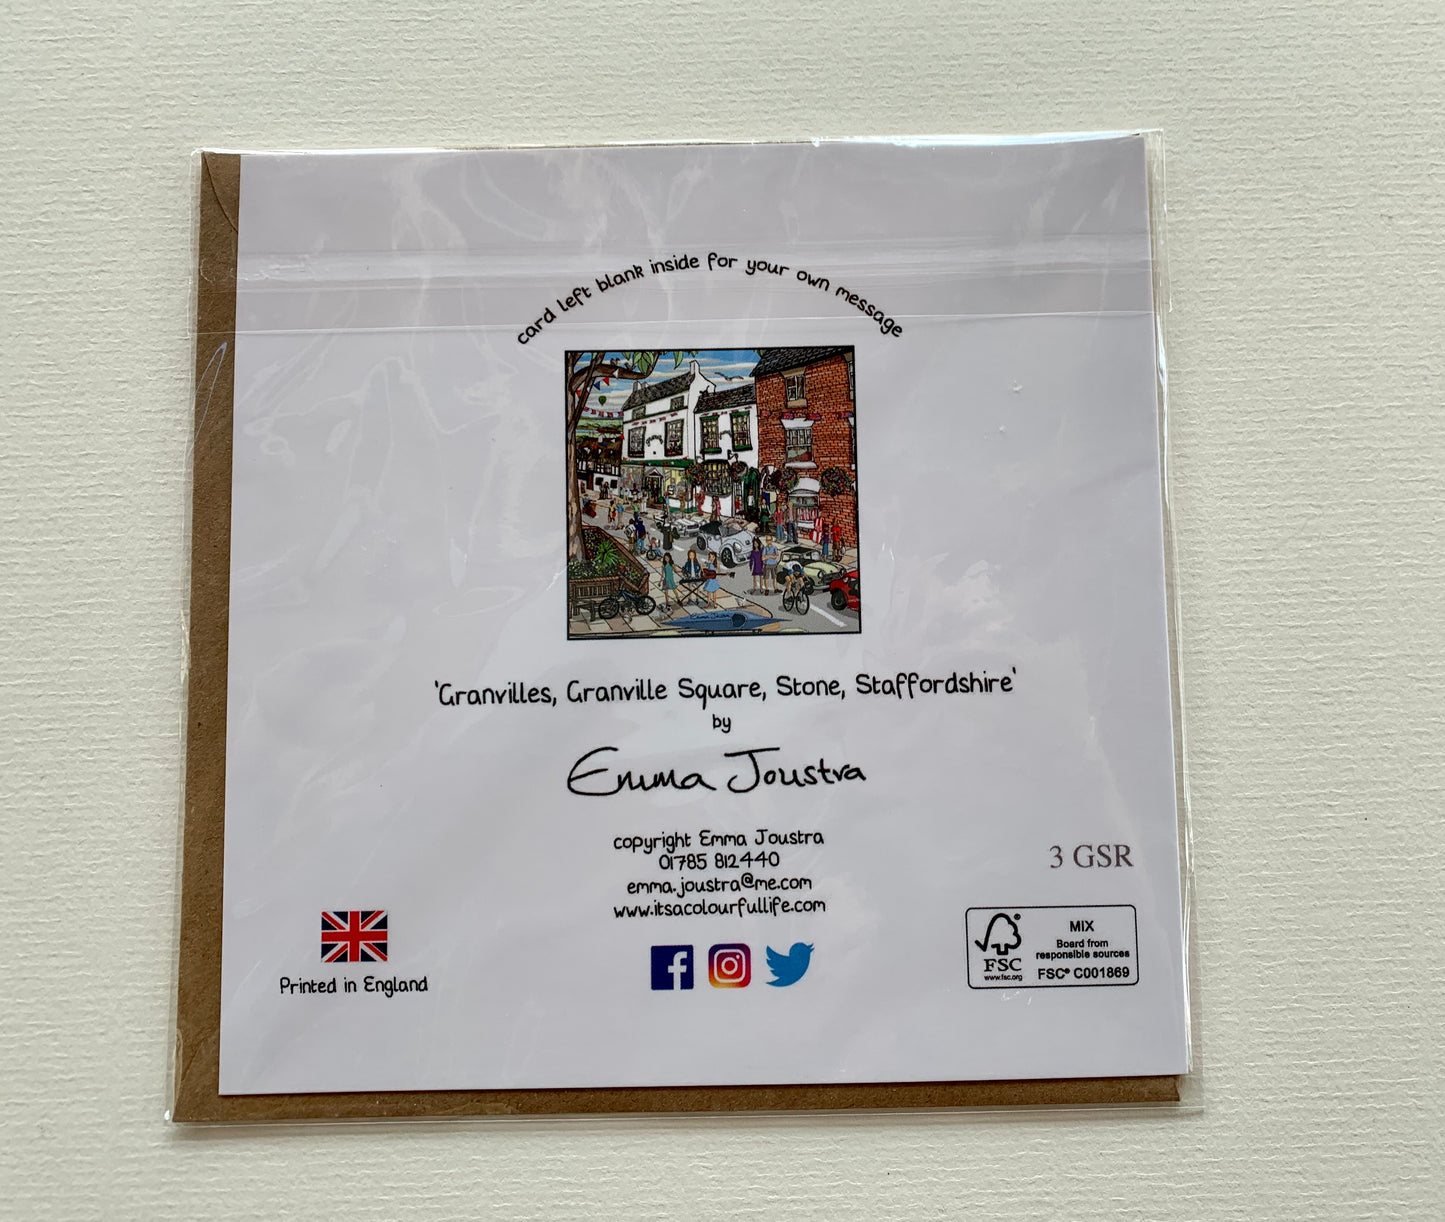 card left blank inside for your own message
'Granvilles, Granville Square, Stone, Staffordshire'
by
Emma Joustra
copyright Emma Joustra
01785 812440
emma.joustra@me.com
www.itsacolourfullife.com
3 GSR
Printed in England
FSC
www.fsc.org
MIX
Board from
responsible sources
FSC® C001869